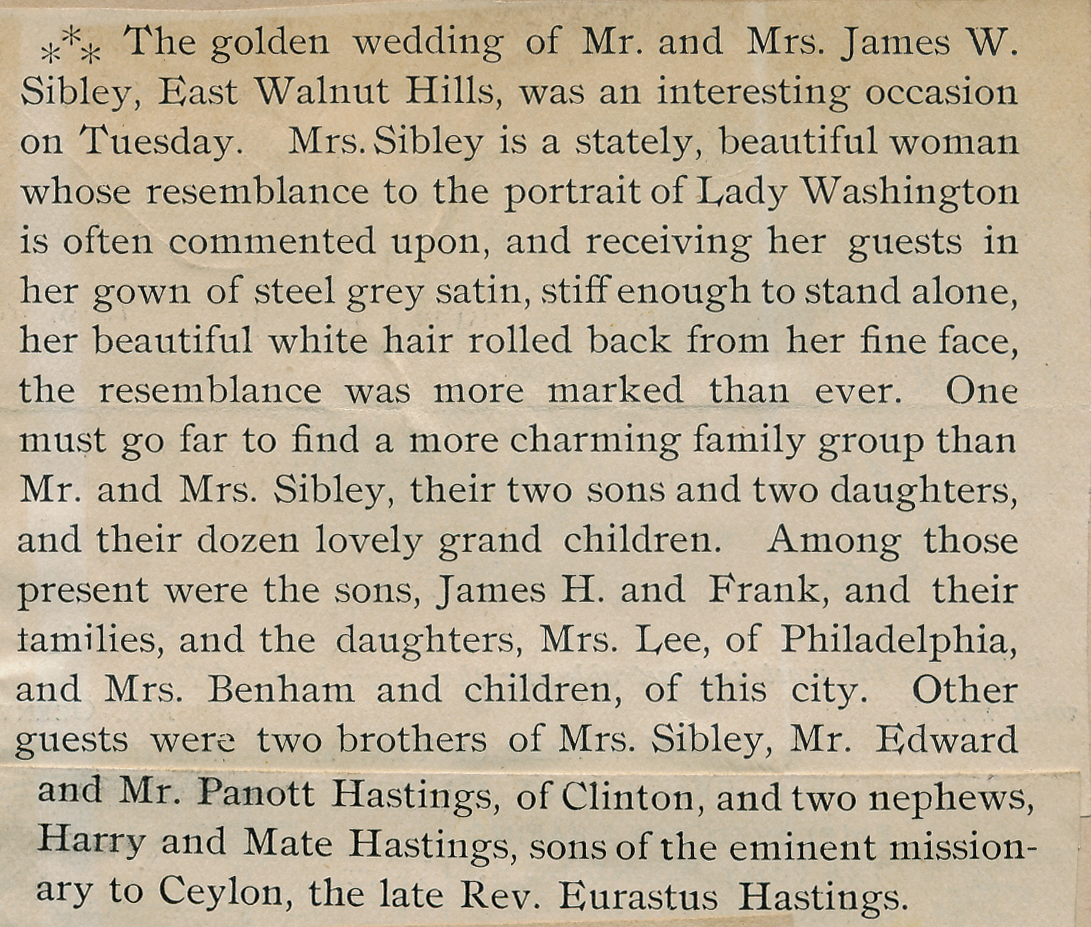 *** The golden wedding of Mr. and Mrs. James W.
Sibley, East Walnut Hills, was an interesting occasion
on Tuesday. Mrs. Sibley is a stately, beautiful woman
whose resemblance to the portrait of Lady Washington
is often commented upon, and receiving her guests in
her gown of steel grey satin, stiff enough to stand alone,
her beautiful white hair rolled back from her fine face,
the resemblance was more marked than ever. One
must go far to find a more charming family group than
Mr. and Mrs. Sibley, their two sons and two daughters,
and their dozen lovely grand children. Among those
present were the sons, James H. and Frank, and their
tamilies, and the daughters, Mrs. Lee, of Philadelphia,
and Mrs. Benham and children, of this city. Other
guests were two brothers of Mrs. Sibley, Mr. Edward
and Mr. Panott Hastings, of Clinton, and two nephews,
Harry and Mate Hastings, sons of the eminent mission-
ary to Ceylon, the late Rev. Eurastus Hastings.